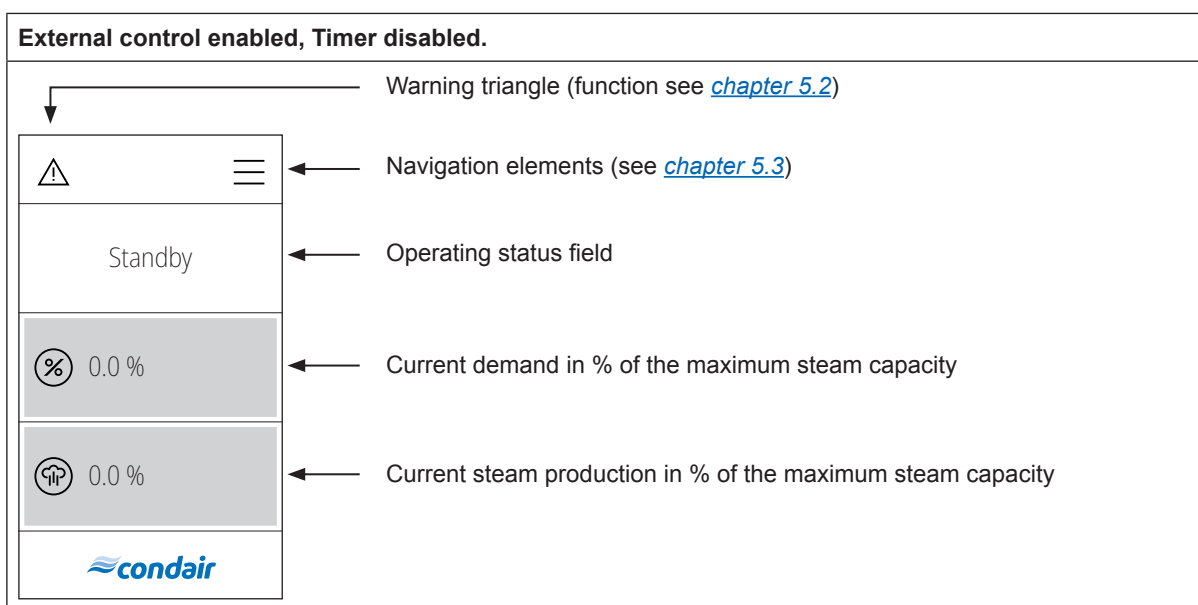 External control enabled, Timer disabled.
Warning triangle (function see chapter 5.2)
Navigation elements (see chapter 5.3)
Standby
Operating status field
0.0 %
Current demand in % of the maximum steam capacity
0.0 %
Current steam production in % of the maximum steam capacity
condair